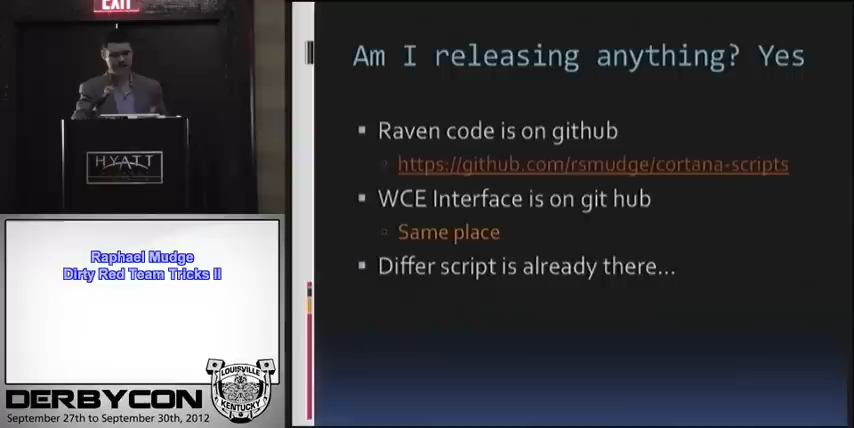 EXIT
HYATT
Raphael Mudge
Dirty Red Team Tricks II
LOUISVILLE
KENTUCKY
DERBYCON
September 27th to September 30th, 2012
Am I releasing anything? Yes
▪ Raven code is on github
▫ https://github.com/rsmudge/cortana-scripts
▪ WCE Interface is on git hub
▫ Same place
▪ Differ script is already there...